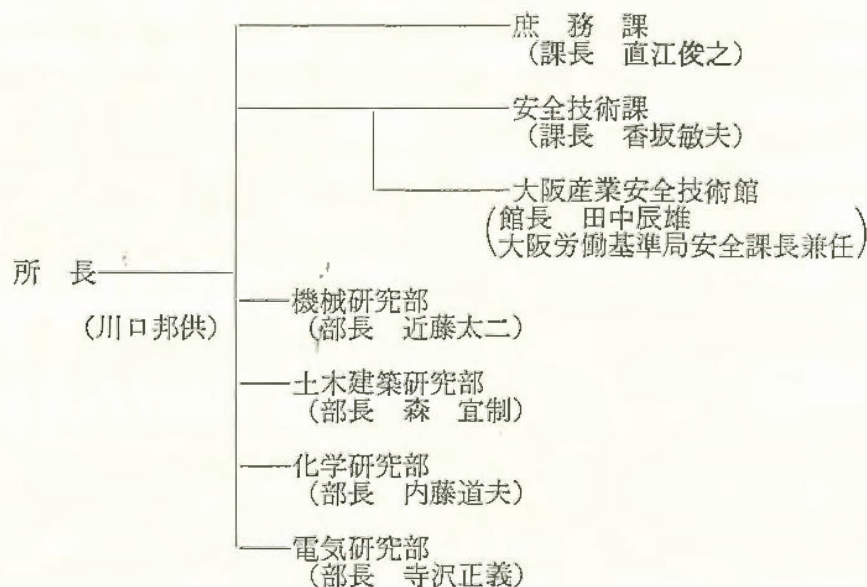 庶 務 課
(課長 直江俊之)
安全技術課
(課長 香坂敏夫)
大阪産業安全技術館
(館長 田中辰雄
大阪労働基準局安全課長兼任)
所 長
(川口邦供)
機械研究部
(部長 近藤太二)
土木建築研究部
(部長 森 宜制)
化学研究部
(部長 内藤道夫)
電気研究部
(部長 寺沢正義)